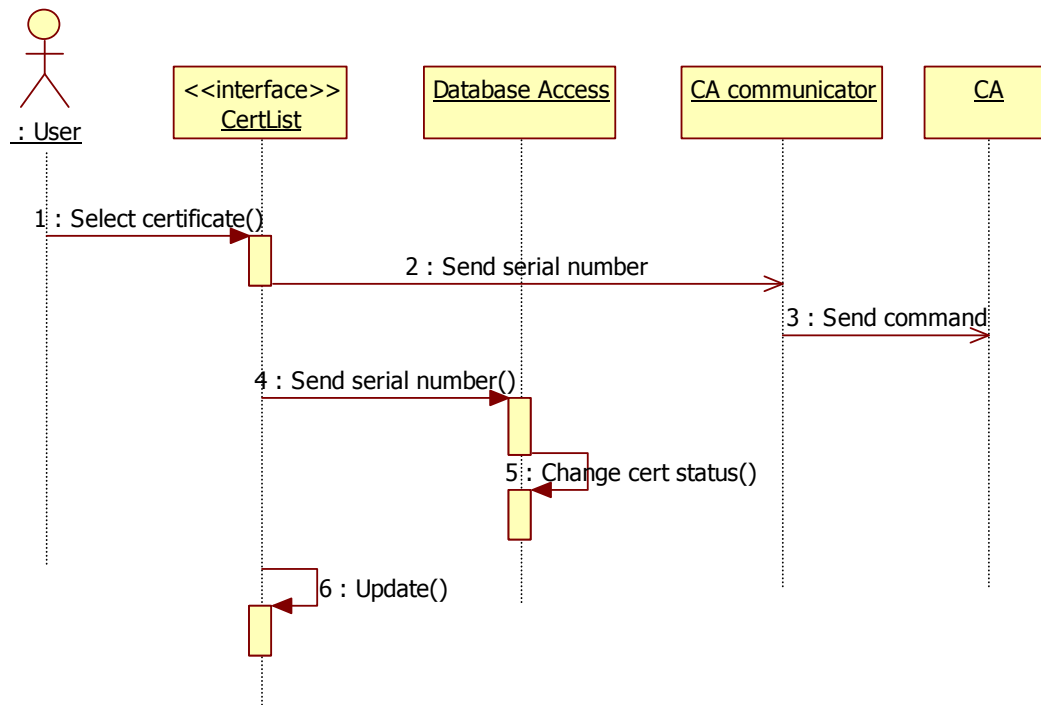 : User
<<interface>>
CertList
Database Access
CA communicator
CA
1 : Select certificate()
2 : Send serial number
3 : Send command
4 : Send serial number()
5 : Change cert status()
6 : Update()